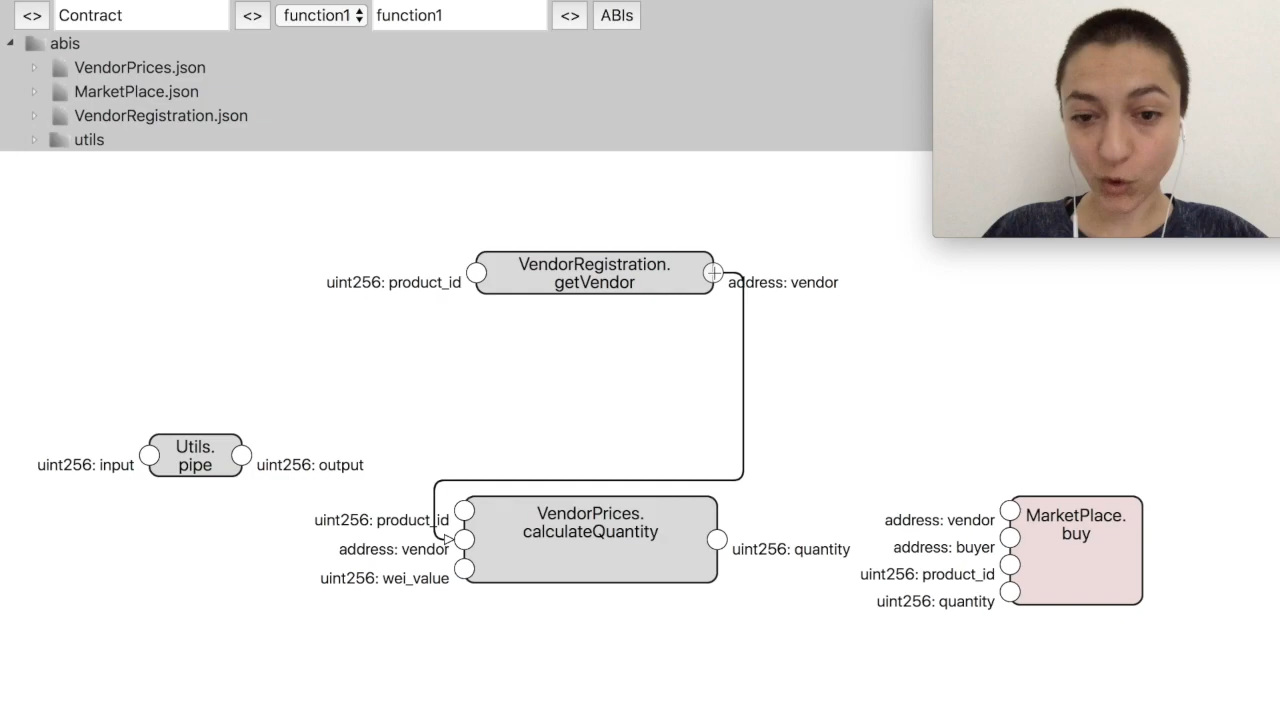 <> Contract <> function1 function1 <> ABIs
abis
VendorPrices.json
MarketPlace.json
VendorRegistration.json
utils
VendorRegistration.
getVendor
uint256: product_id
address: vendor
Utils.
pipe
uint256: input
uint256: output
VendorPrices.
calculateQuantity
uint256: product_id
address: vendor
uint256: wei_value
uint256: quantity
MarketPlace.
buy
address: vendor
address: buyer
uint256: product_id
uint256: quantity